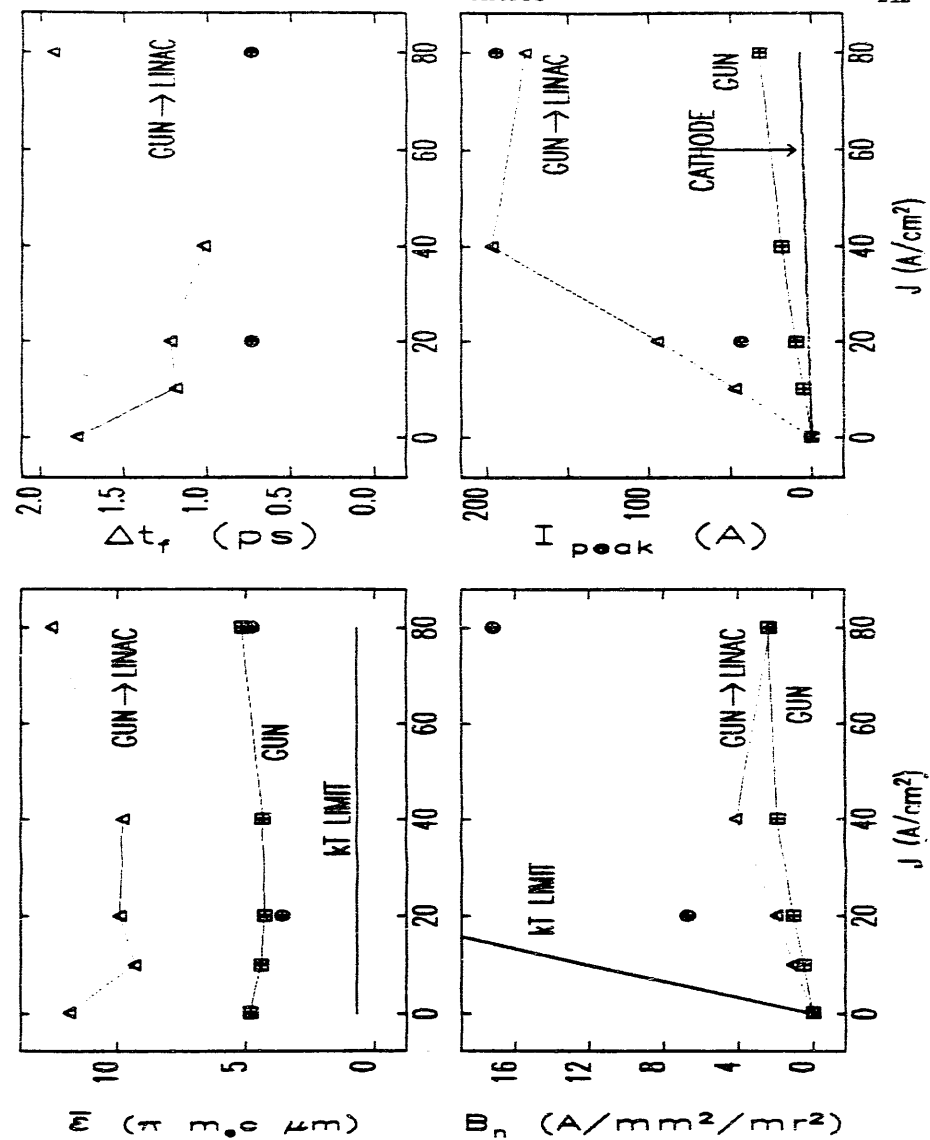 2.0
1.5
1.0
0.5
0.0
Δt_f (ps)
0 20 40 60 80
GUN→LINAC
200
100
0
I peak (A)
0 20 40 60 80
J (A/cm²)
GUN→LINAC
CATHODE
GUN
10
5
0
(π m₀c μm)
0 20 40 60 80
GUN→LINAC
GUN
kT LIMIT
16
12
8
4
0
Bₙ (A/mm²/mr²)
0 20 40 60 80
J (A/cm²)
kT LIMIT
GUN→LINAC
GUN